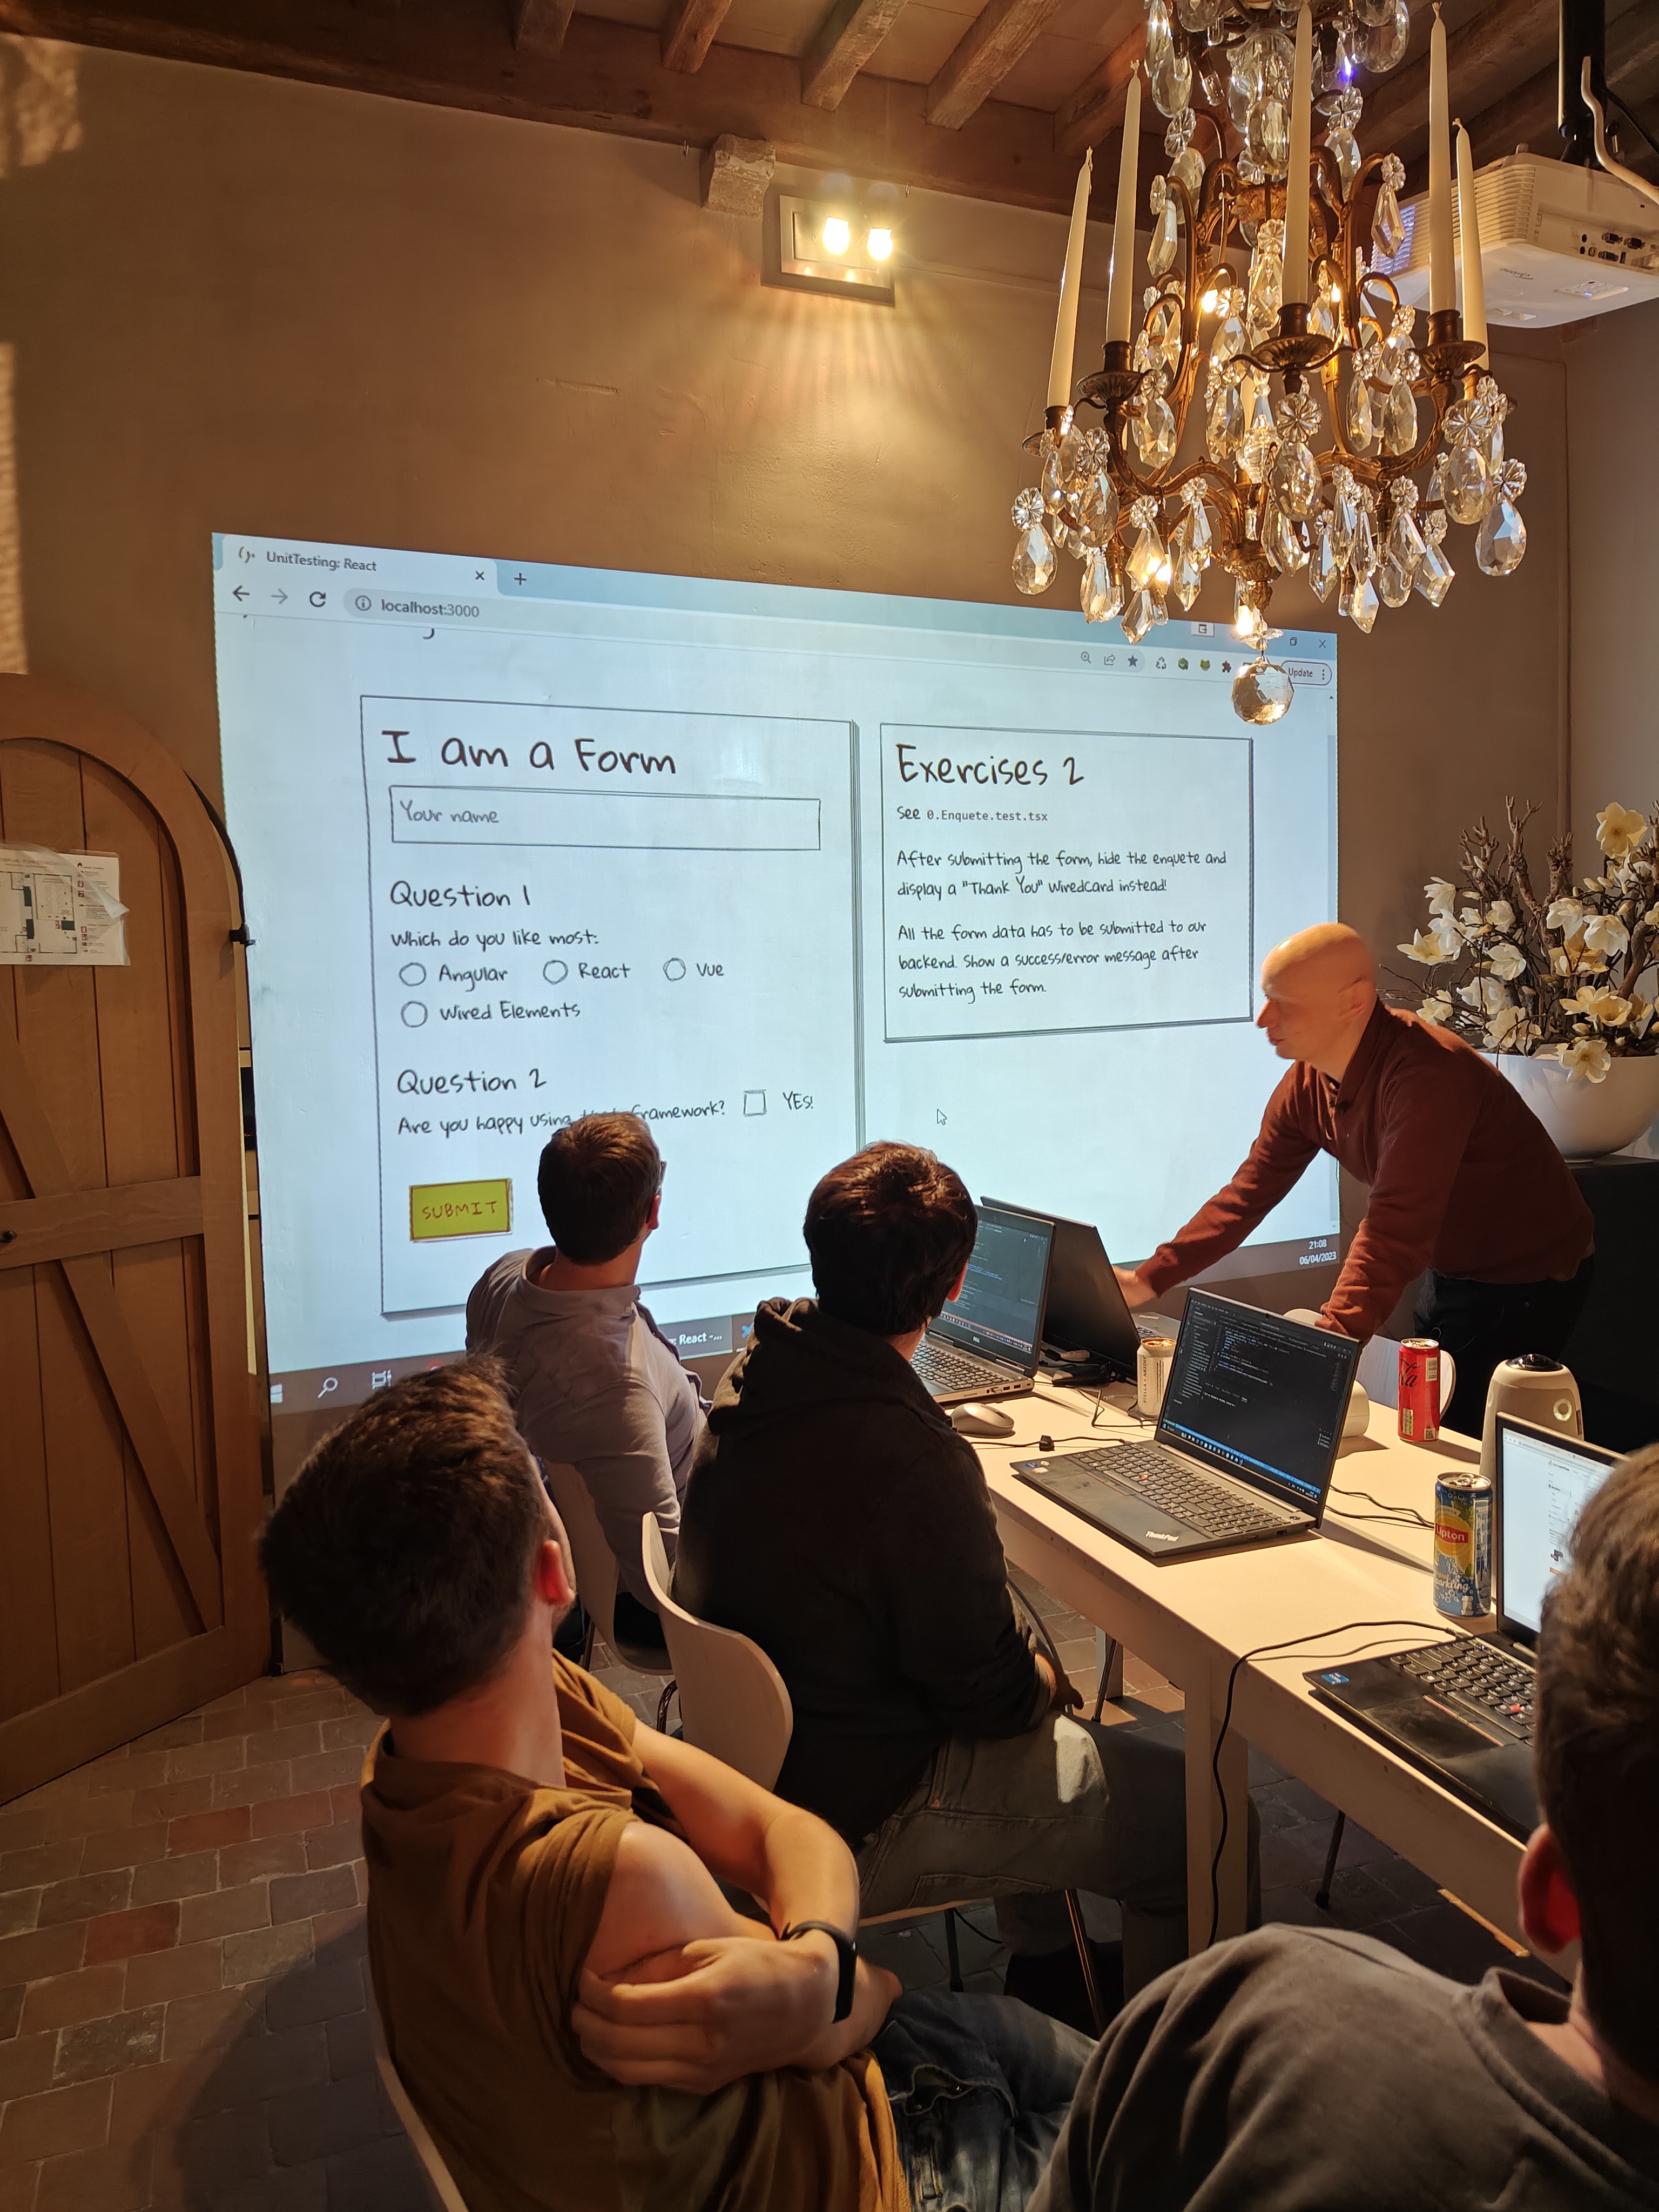 UnitTesting: React
localhost:3000
Update
I am a Form
Your name
Question 1
Which do you like most:
Angular React Vue
Wired Elements
Question 2
Are you happy using framework? YES!
SUBMIT
Exercises 2
See 0.Enquete.test.tsx
After submitting the form, hide the enquete and
display a "Thank You" WiredCard instead!
All the form data has to be submitted to our
backend. Show a success/error message after
submitting the form.
21:08
06/04/2023
React -...
ThinkPad
Lipton